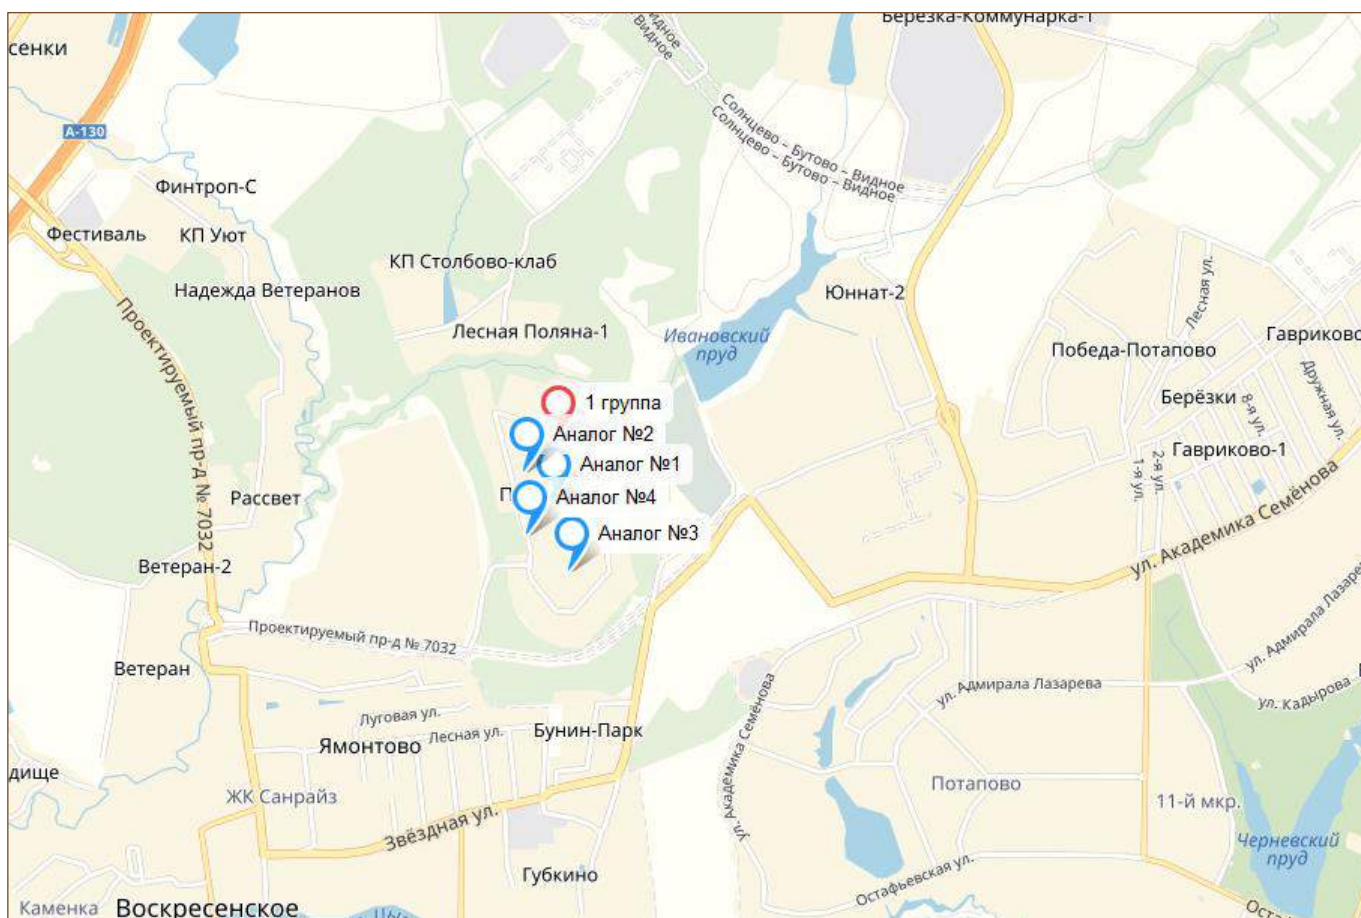 Берёзка-Коммунарка-1
Видное
Видное
сенки
Солнцево – Бутово – Видное
Солнцево – Бутово – Видное
А-130
Финтроп-С
Фестиваль
КП Уют
КП Столбово-клаб
Надежда Ветеранов
Юннат-2
Лесная ул.
Проектируемый пр-д № 7032
Лесная Поляна-1
Ивановский
пруд
Гавриково
Победа-Потапово
Дружная ул.
1 группа
Берёзки
8-я ул.
Аналог №2
Аналог №1
Гавриково-1
2-я ул.
1-я ул.
Рассвет
Аналог №4
Аналог №3
ул. Академика Семёнова
Ветеран-2
Проектируемый пр-д № 7032
ул. Адмирала Лазарева
Ветеран
ул. Адмирала Лазарева
ул. Кадырова
Луговая ул.
Лесная ул.
Бунин-Парк
Ямонтово
ул. Академика Семёнова
дище
ЖК Санрайз
Потапово
11-й мкр.
Звёздная ул.
Черневский
пруд
Губкино
Остафьевская ул.
Каменка
Воскресенское